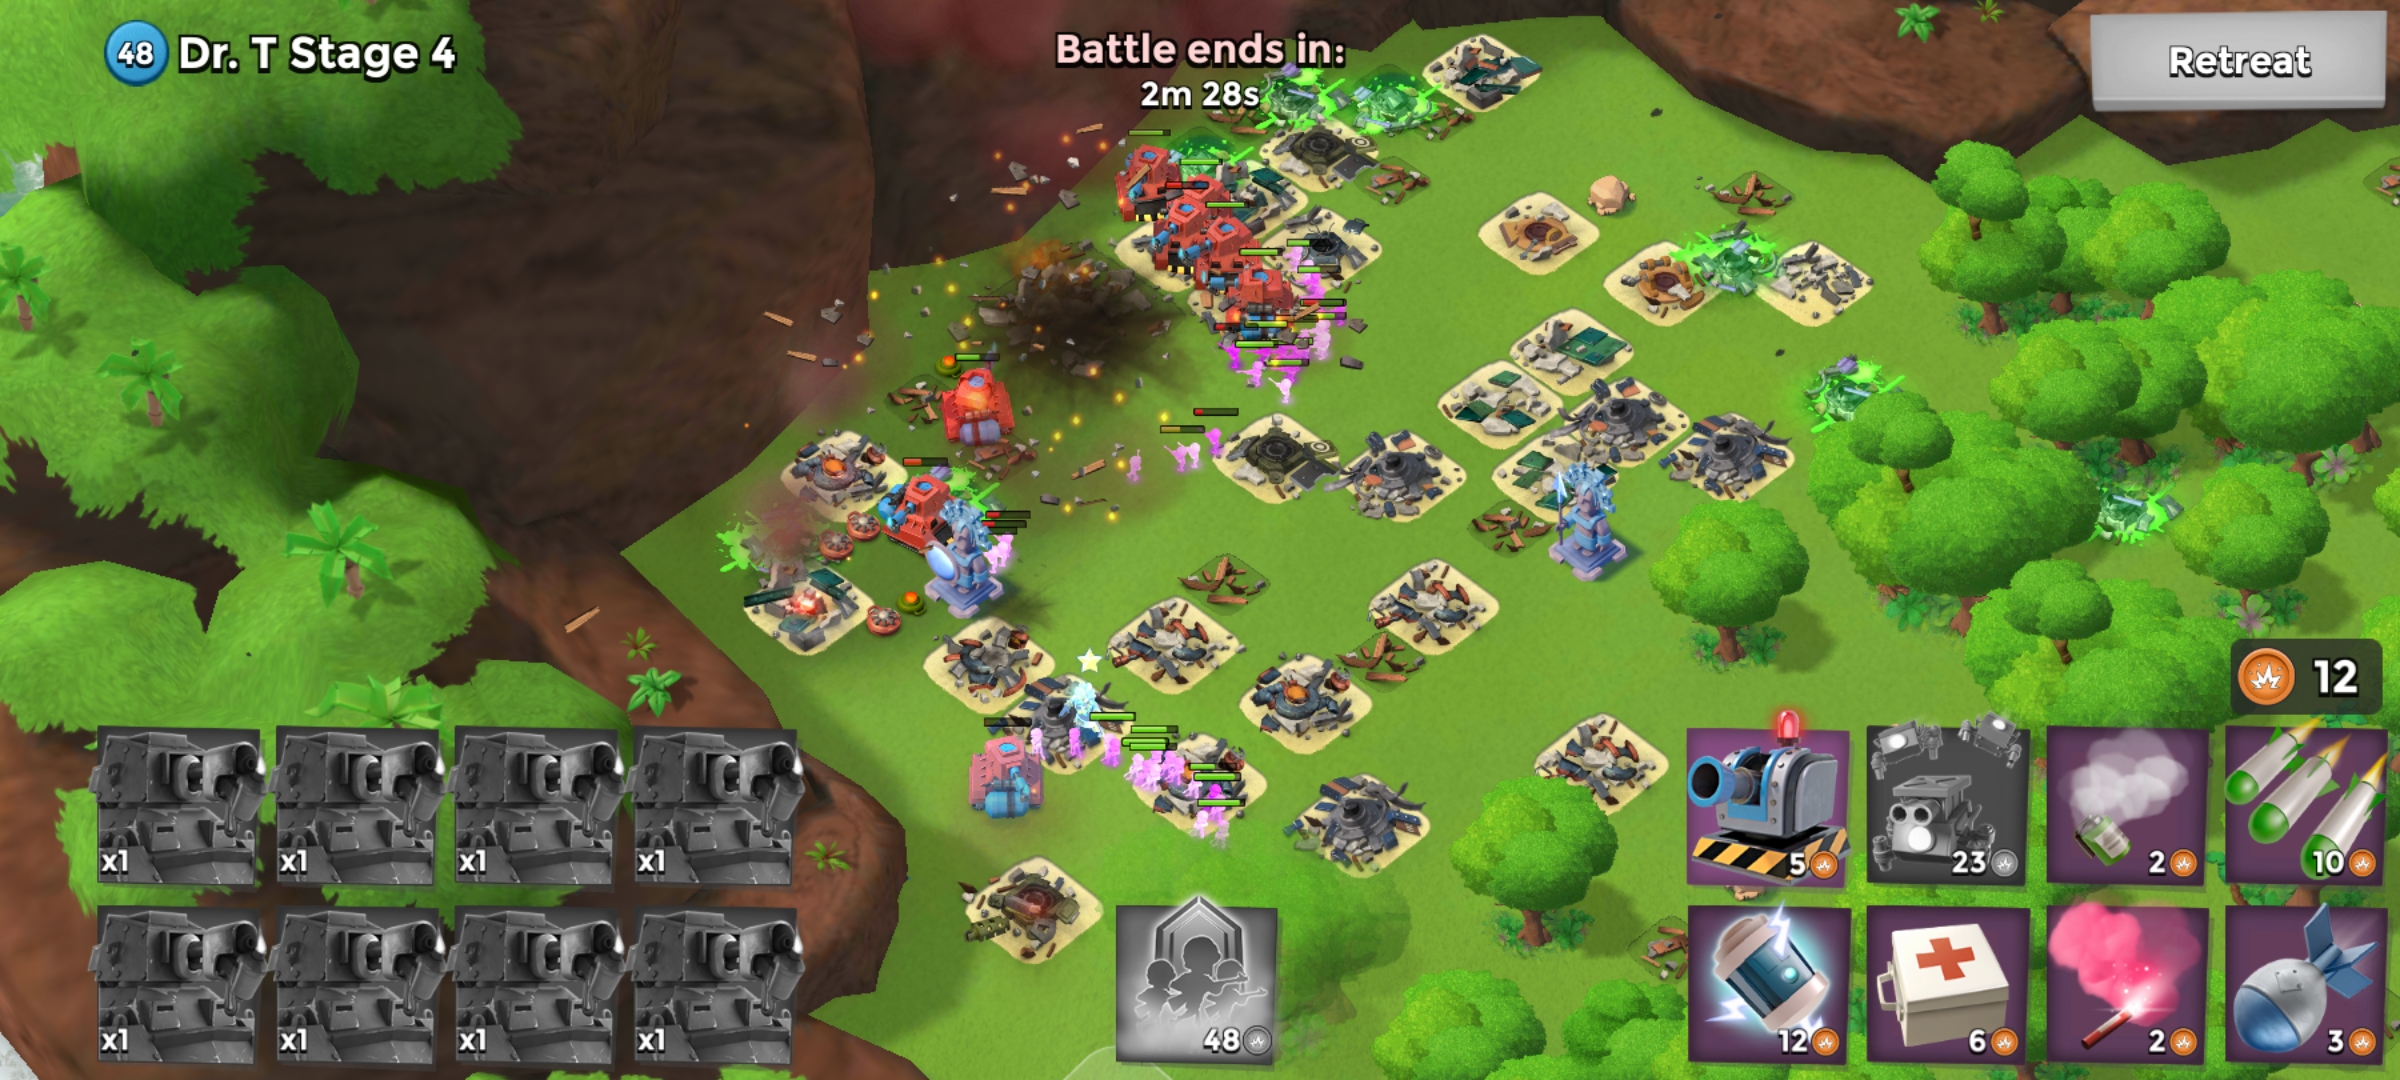 48 Dr. T Stage 4
Battle ends in:
2m 28s
Retreat
12
x1 x1 x1 x1
5 23 2 10
x1 x1 x1 x1
48
12 6 2 3